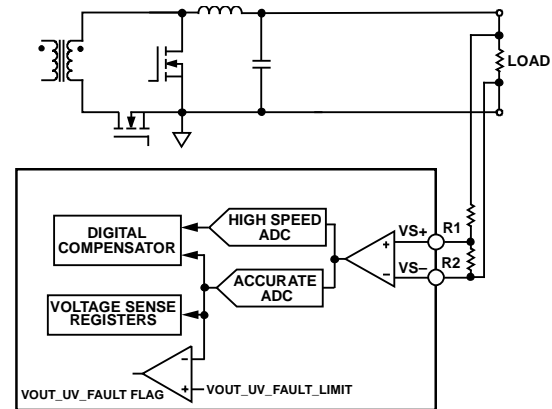 LOAD
HIGH SPEED
ADC
DIGITAL
COMPENSATOR
VS+
R1
+
−
VS−
R2
ACCURATE
ADC
VOLTAGE SENSE
REGISTERS
−
+
VOUT_UV_FAULT FLAG
VOUT_UV_FAULT_LIMIT